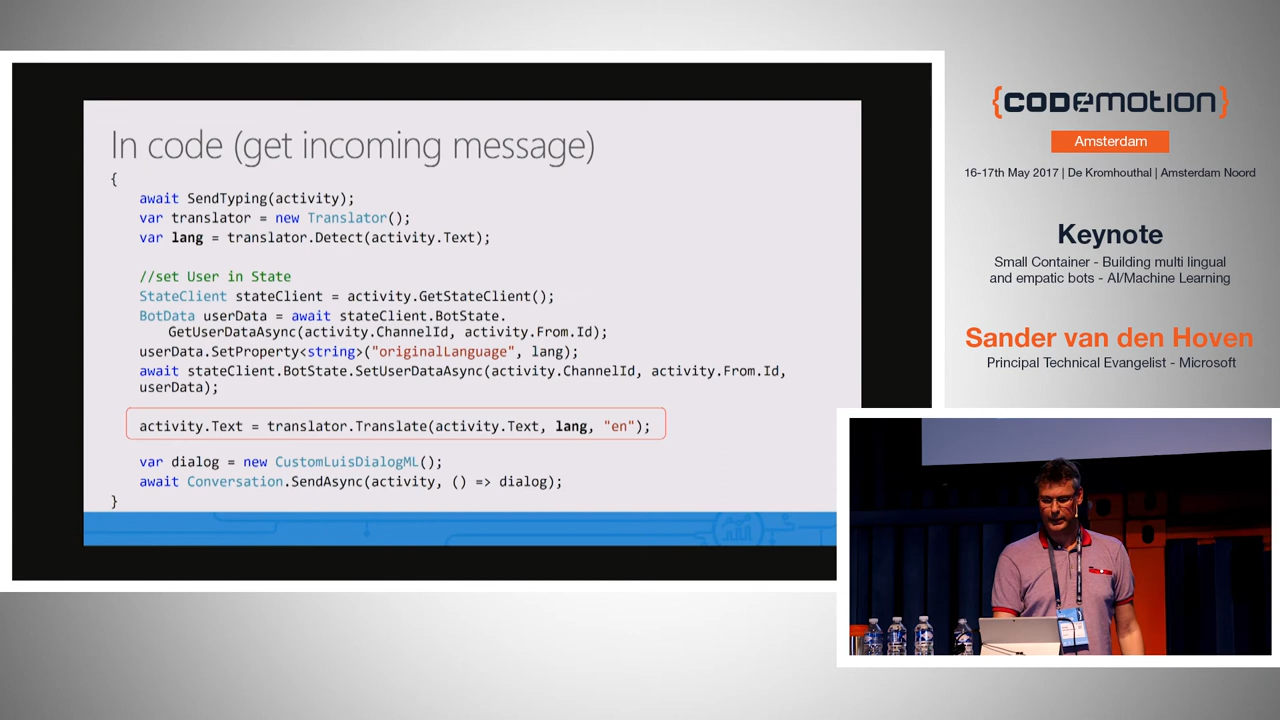 In code (get incoming message)
{
await SendTyping(activity);
var translator = new Translator();
var lang = translator.Detect(activity.Text);
//set User in State
StateClient stateClient = activity.GetStateClient();
BotData userData = await stateClient.BotState.
GetUserDataAsync(activity.ChannelId, activity.From.Id);
userData.SetProperty<string>("originalLanguage", lang);
await stateClient.BotState.SetUserDataAsync(activity.ChannelId, activity.From.Id,
userData);
activity.Text = translator.Translate(activity.Text, lang, "en");
var dialog = new CustomLuisDialogML();
await Conversation.SendAsync(activity, () => dialog);
}
{CODEMOTION}
Amsterdam
16-17th May 2017 | De Kromhouthal | Amsterdam Noord
Keynote
Small Container - Building multi lingual
and empatic bots - AI/Machine Learning
Sander van den Hoven
Principal Technical Evangelist - Microsoft